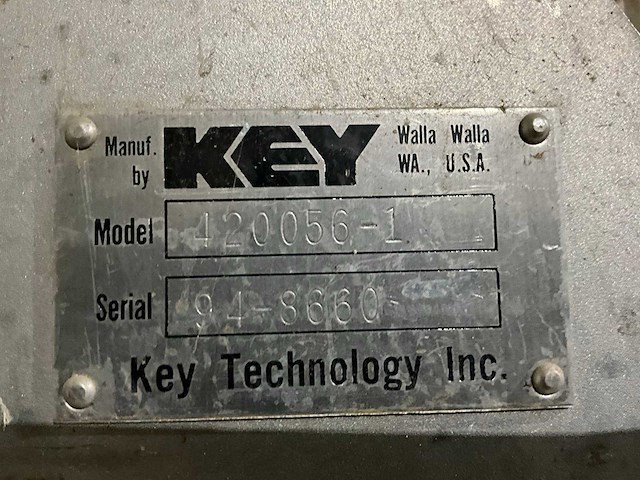 Manuf. by KEY Walla Walla WA., U.S.A.
Model 420056-1
Serial 94-8660
Key Technology Inc.